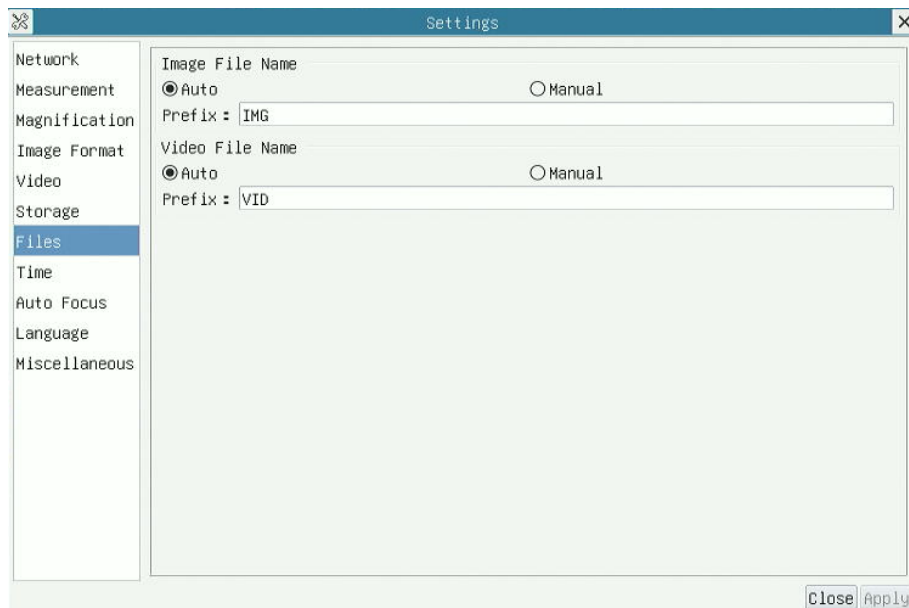 Settings
Network
Measurement
Magnification
Image Format
Video
Storage
Files
Time
Auto Focus
Language
Miscellaneous
Image File Name
Auto Manual
Prefix: IMG
Video File Name
Auto Manual
Prefix: VID
Close Apply